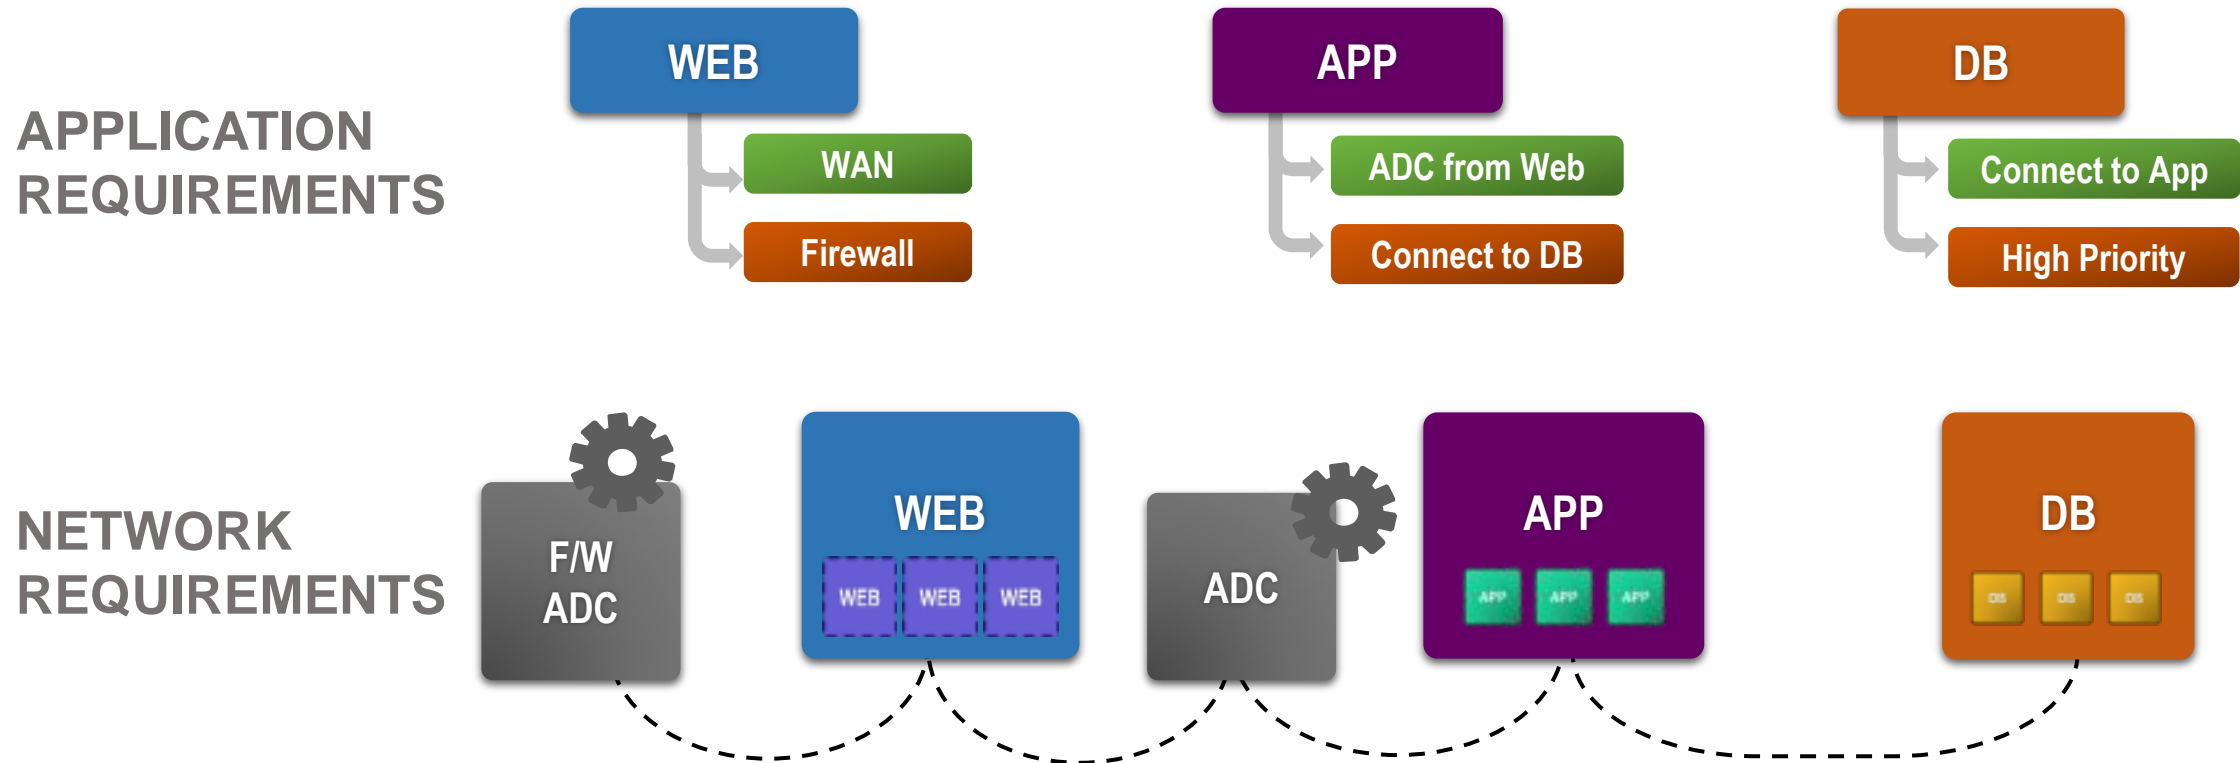 APPLICATION
REQUIREMENTS
WEB
WAN
Firewall
APP
ADC from Web
Connect to DB
DB
Connect to App
High Priority
NETWORK
REQUIREMENTS
F/W
ADC
WEB
WEB WEB WEB
ADC
APP
APP APP APP
DB